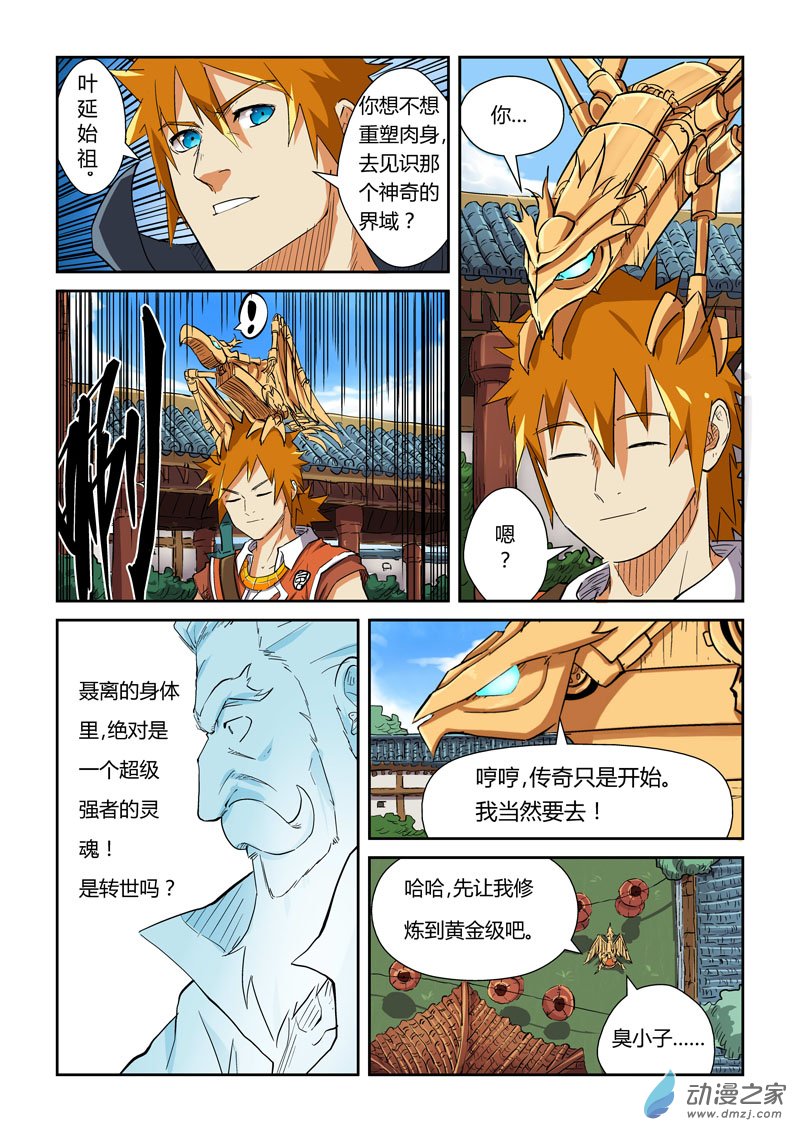 叶延始祖。
你想不想
重塑肉身，
去见识那
个神奇的
界域？
你…
嗯？
！
聂离的身体
里，绝对是
一个超级
强者的灵
魂！
是转世吗？
哼哼，传奇只是开始。
我当然要去！
哈哈，先让我修
炼到黄金级吧。
臭小子……
动漫之家
www.dmzj.com